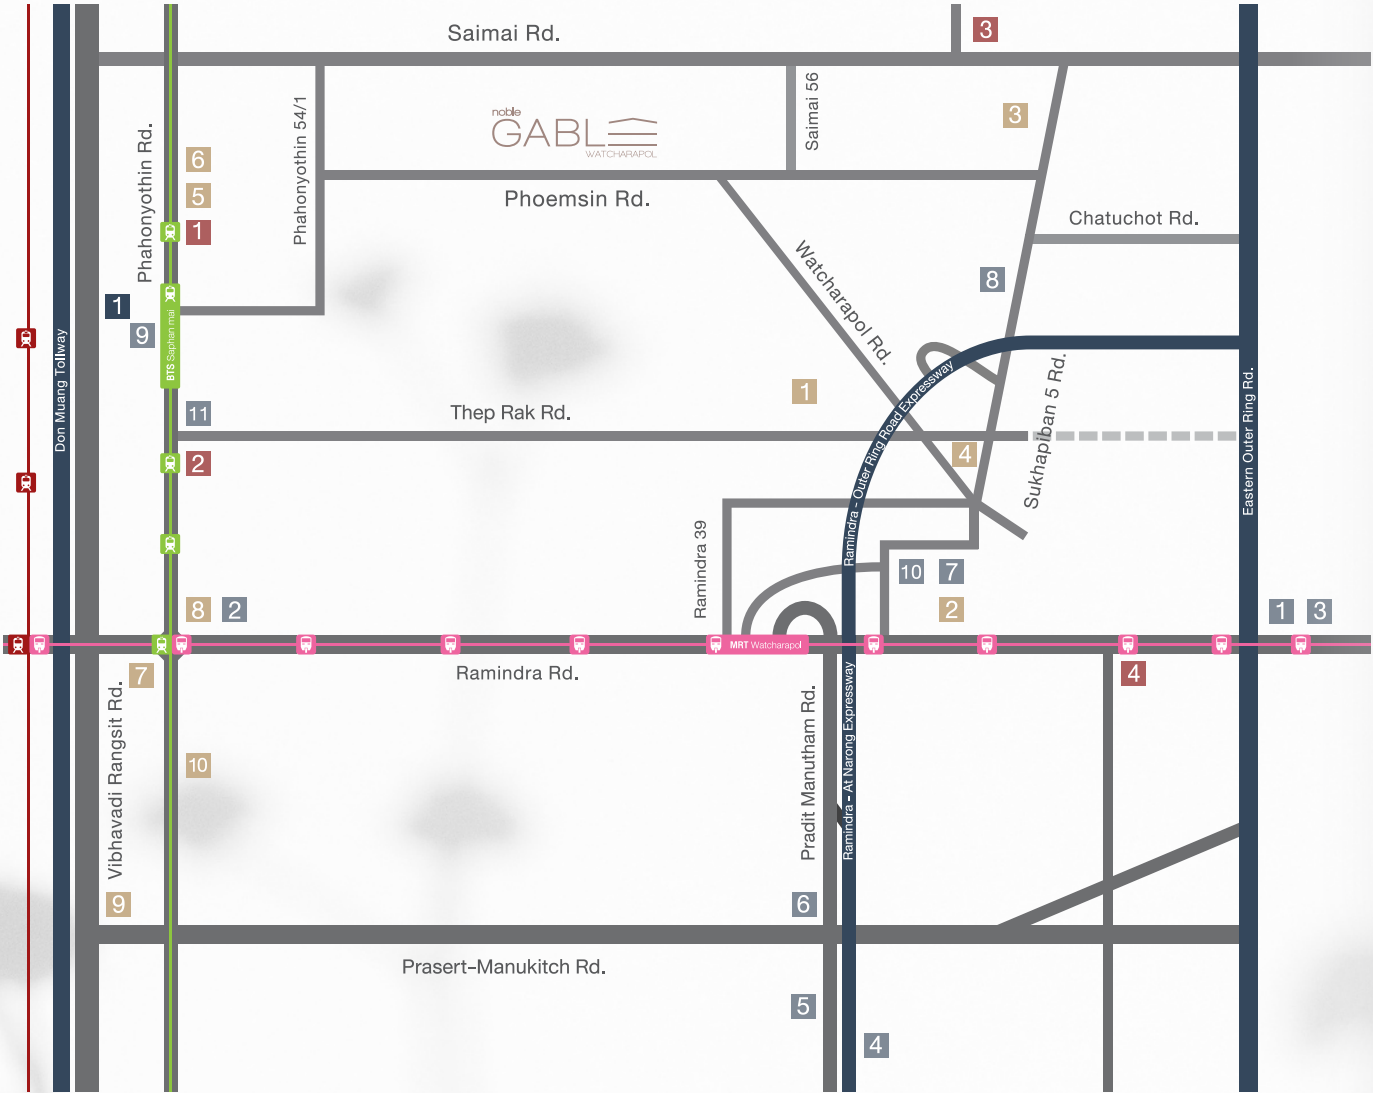 Saimai Rd.
3
Saimai 56
3
Phahonyothin 54/1
noble
GABLE
WATCHARAPOL
Phahonyothin Rd.
6
5
1
Phoemsin Rd.
Chatuchot Rd.
Watcharapol Rd.
8
1
9
BTS Saphan mai
Don Muang Tollway
11
Thep Rak Rd.
1
4
Ramindra - Outer Ring Road Expressway
Sukhapiban 5 Rd.
Eastern Outer Ring Rd.
2
Ramindra 39
10
7
2
8
2
1
3
MRT Watcharapol
7
Ramindra Rd.
4
Vibhavadi Rangsit Rd.
10
Pradit Manutham Rd.
Ramindra - At Narong Expressway
9
6
Prasert-Manukitch Rd.
5
4